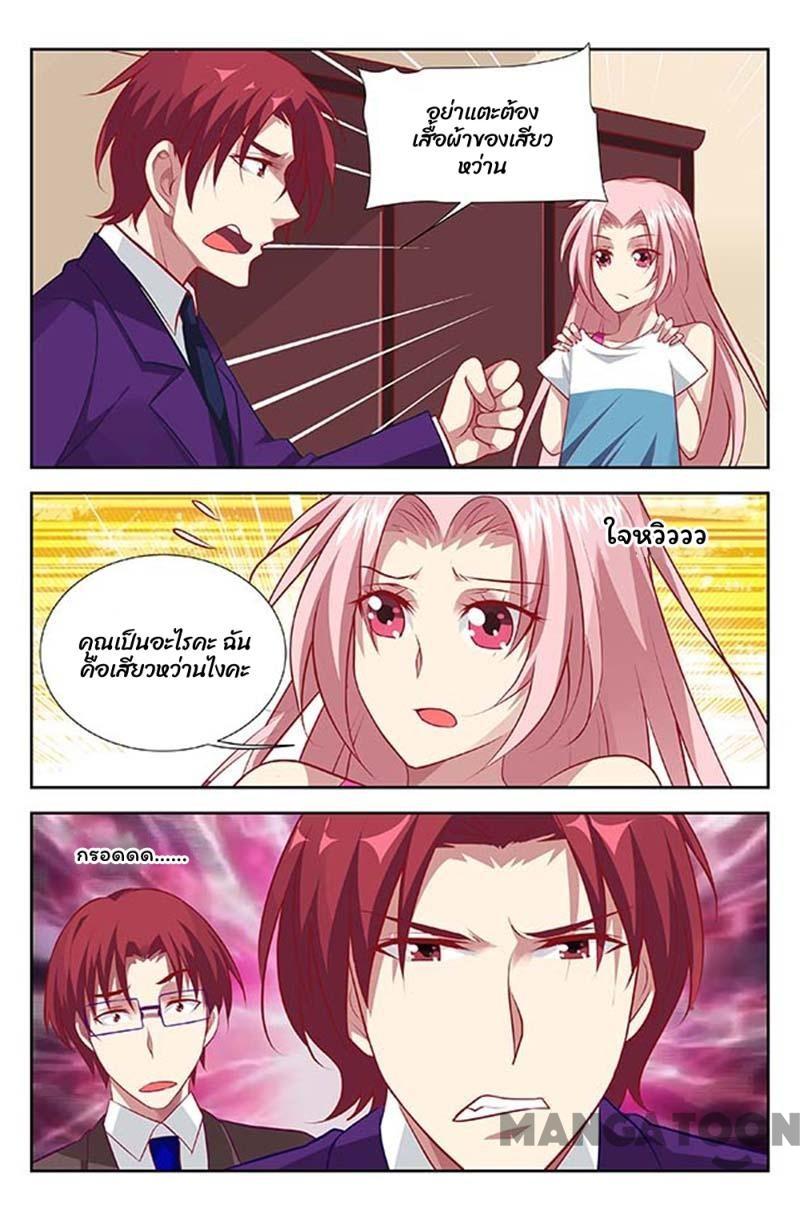 อย่าแตะต้อง
เสื้อผ้าของเสียว
หว่าน
ใจหวิวววว
คุณเป็นอะไรคะ ฉัน
คือเสียวหว่านไงคะ
กรอดดด......
MANGATOON